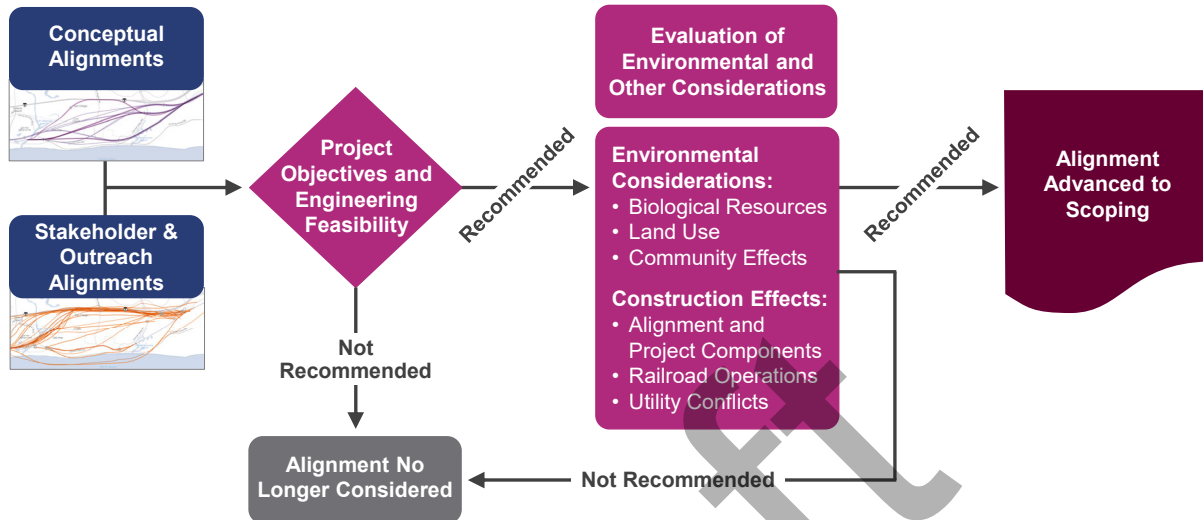 Conceptual
Alignments
Stakeholder &
Outreach
Alignments
Project
Objectives and
Engineering
Feasibility
Recommended
Not
Recommended
Alignment No
Longer Considered
Evaluation of
Environmental and
Other Considerations
Environmental
Considerations:
• Biological Resources
• Land Use
• Community Effects
Construction Effects:
• Alignment and
Project Components
• Railroad Operations
• Utility Conflicts
Not Recommended
Recommended
Alignment
Advanced to
Scoping
ft